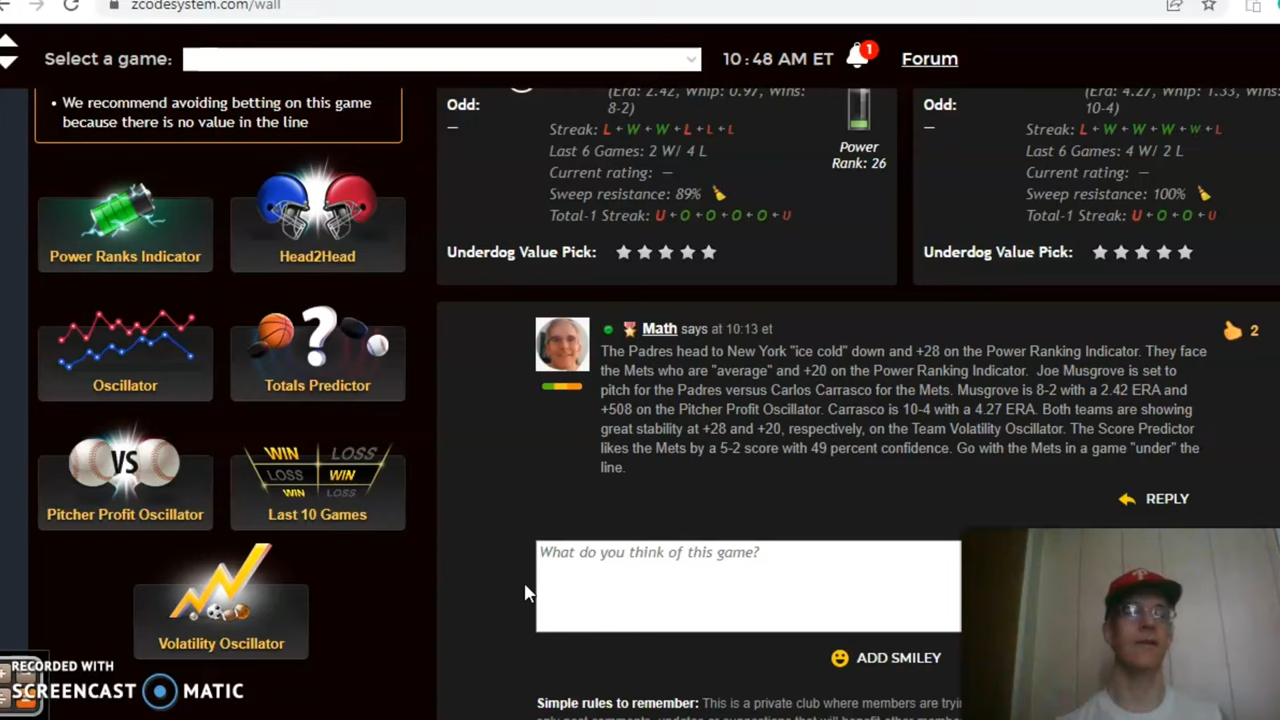 zcodesystem.com/wall
Select a game:
10:48 AM ET
1
Forum
• We recommend avoiding betting on this game
because there is no value in the line
Power Ranks Indicator
Head2Head
Oscillator
?
Totals Predictor
VS
Pitcher Profit Oscillator
WIN LOSS
LOSS WIN
WIN LOSS
Last 10 Games
Volatility Oscillator
RECORDED WITH
SCREENCAST MATIC
Odd:
—
(Era: 2.42, Whip: 0.97, Wins:
8-2)
Streak: L ← W ← W ← L ← L ← L
Last 6 Games: 2 W/ 4 L
Current rating: —
Sweep resistance: 89%
Total-1 Streak: U ← O ← O ← O ← O ← U
Power
Rank: 26
Underdog Value Pick:
Odd:
—
(Era: 4.27, Whip: 1.33, Wins:
10-4)
Streak: L ← W ← W ← W ← W ← L
Last 6 Games: 4 W/ 2 L
Current rating: —
Sweep resistance: 100%
Total-1 Streak: U ← O ← O ← U
Underdog Value Pick:
Math says at 10:13 et
2
The Padres head to New York "ice cold" down and +28 on the Power Ranking Indicator. They face
the Mets who are "average" and +20 on the Power Ranking Indicator. Joe Musgrove is set to
pitch for the Padres versus Carlos Carrasco for the Mets. Musgrove is 8-2 with a 2.42 ERA and
+508 on the Pitcher Profit Oscillator. Carrasco is 10-4 with a 4.27 ERA. Both teams are showing
great stability at +28 and +20, respectively, on the Team Volatility Oscillator. The Score Predictor
likes the Mets by a 5-2 score with 49 percent confidence. Go with the Mets in a game "under" the
line.
REPLY
What do you think of this game?
ADD SMILEY
Simple rules to remember: This is a private club where members are